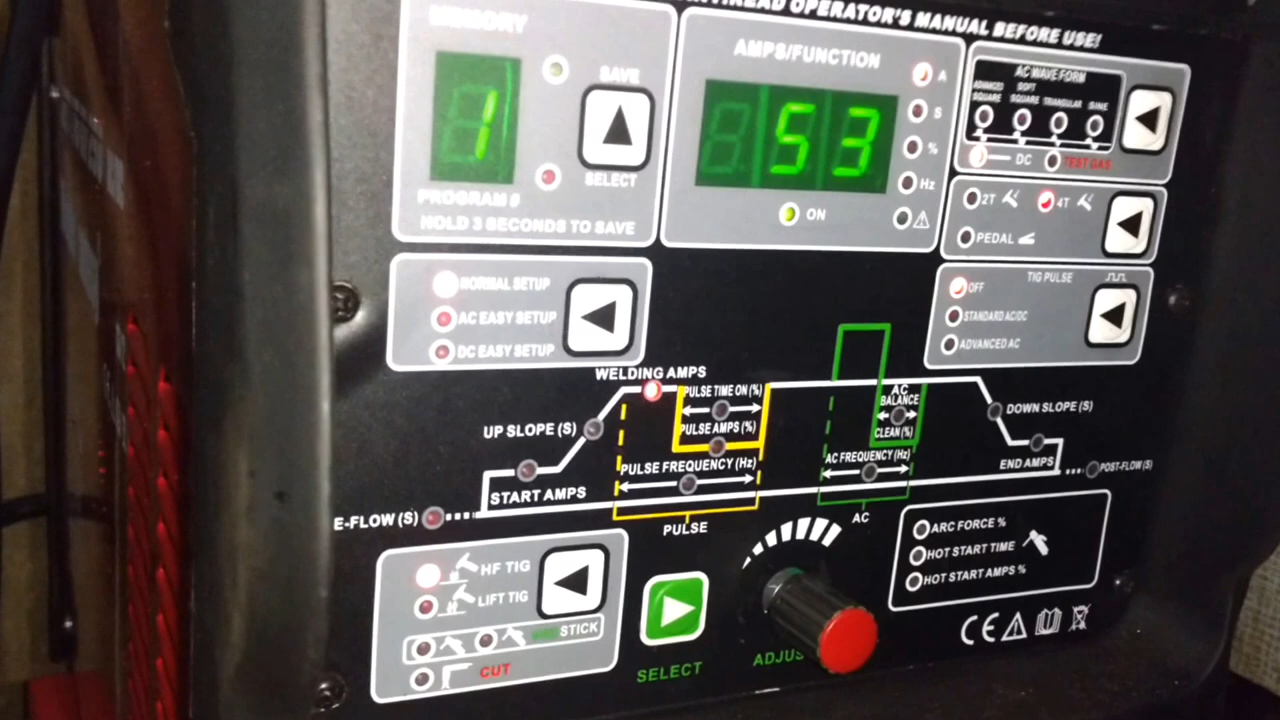 READ OPERATOR'S MANUAL BEFORE USE!
MEMORY
1
SAVE
SELECT
PROGRAM #
HOLD 3 SECONDS TO SAVE
AMPS/FUNCTION
53
A
S
%
Hz
ON
AC WAVE FORM
ADVANCED SQUARE
SOFT SQUARE
TRIANGULAR
SINE
DC
TEST GAS
2T
4T
PEDAL
TIG PULSE
OFF
STANDARD AC/DC
ADVANCED AC
NORMAL SETUP
AC EASY SETUP
DC EASY SETUP
WELDING AMPS
PULSE TIME ON (%)
AC BALANCE
UP SLOPE (S)
PULSE AMPS (%)
CLEAN (%)
DOWN SLOPE (S)
PULSE FREQUENCY (Hz)
AC FREQUENCY (Hz)
END AMPS
POST-FLOW (S)
START AMPS
E-FLOW (S)
PULSE
AC
HF TIG
LIFT TIG
STICK
CUT
SELECT
ADJUS
ARC FORCE %
HOT START TIME
HOT START AMPS %
CE